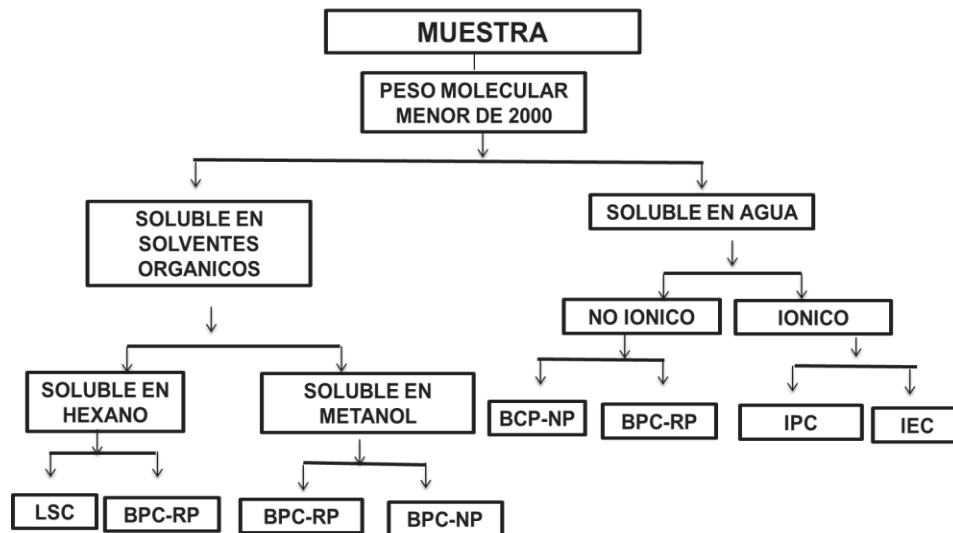 MUESTRA
PESO MOLECULAR
MENOR DE 2000
SOLUBLE EN
SOLVENTES
ORGANICOS
SOLUBLE EN AGUA
NO IONICO
IONICO
SOLUBLE EN
HEXANO
SOLUBLE EN
METANOL
BCP-NP
BPC-RP
IPC
IEC
LSC
BPC-RP
BPC-RP
BPC-NP